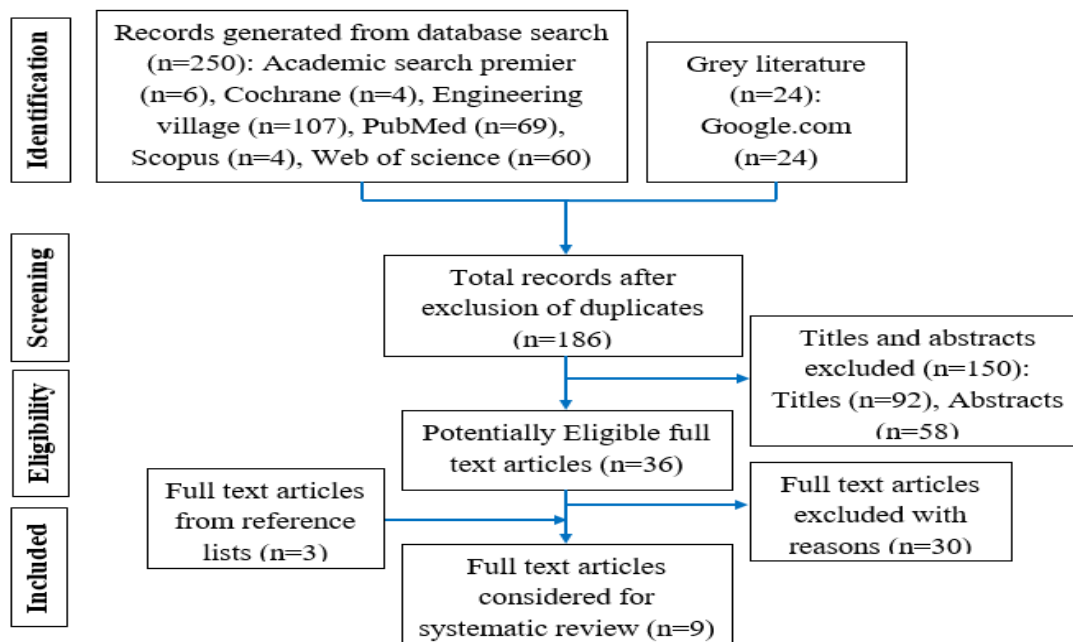 Identification
Records generated from database search
(n=250): Academic search premier
(n=6), Cochrane (n=4), Engineering
village (n=107), PubMed (n=69),
Scopus (n=4), Web of science (n=60)
Grey literature
(n=24):
Google.com
(n=24)
Screening
Total records after
exclusion of duplicates
(n=186)
Titles and abstracts
excluded (n=150):
Titles (n=92), Abstracts
(n=58)
Eligibility
Potentially Eligible full
text articles (n=36)
Full text articles
from reference
lists (n=3)
Full text articles
excluded with
reasons (n=30)
Included
Full text articles
considered for
systematic review (n=9)